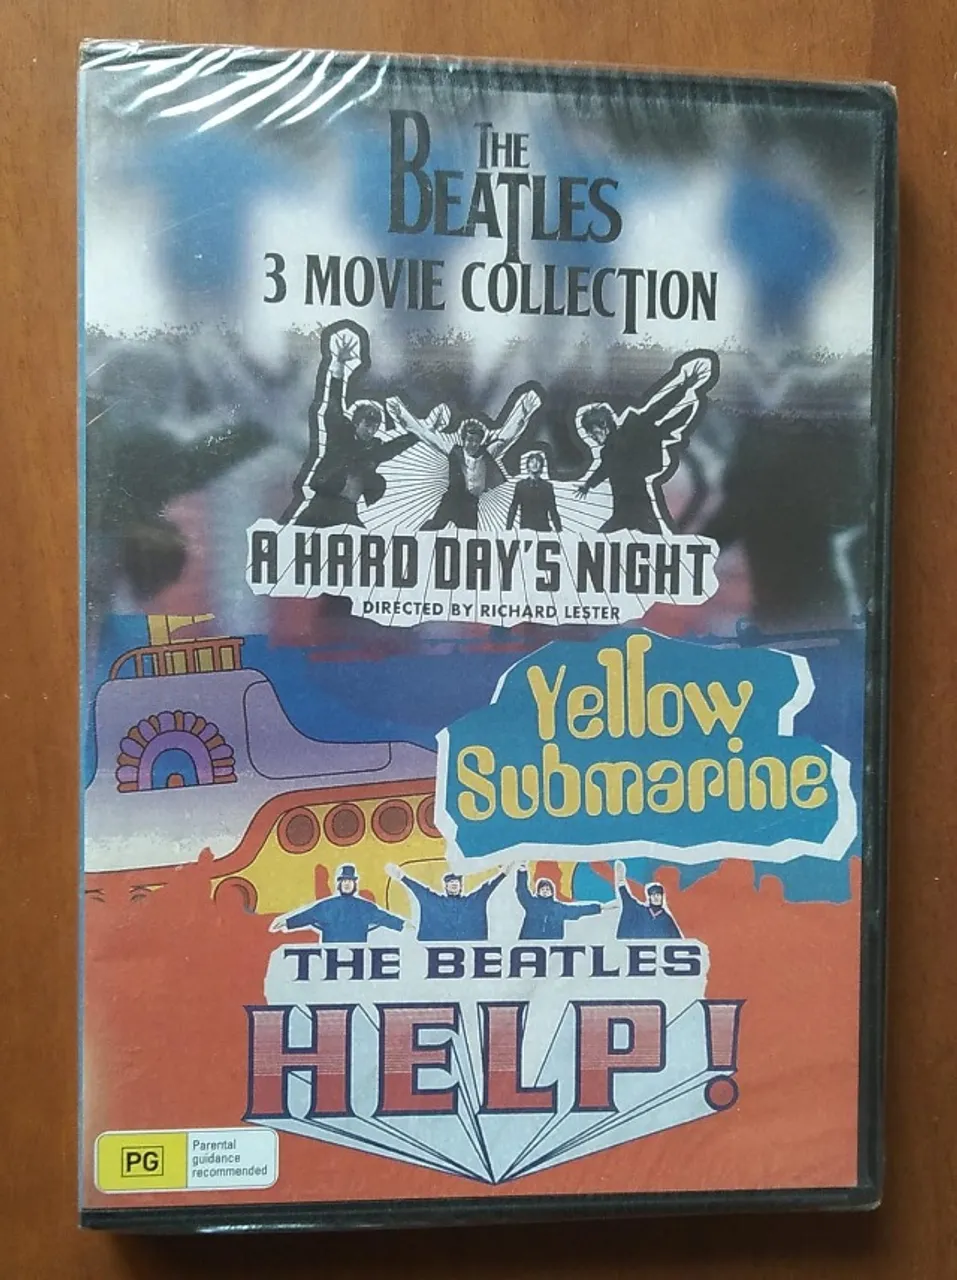 THE
BEATLES
3 MOVIE COLLECTION
A HARD DAY'S NIGHT
DIRECTED BY RICHARD LESTER
Yellow
Submarine
THE BEATLES
HELP!
PG
Parental
guidance
recommended